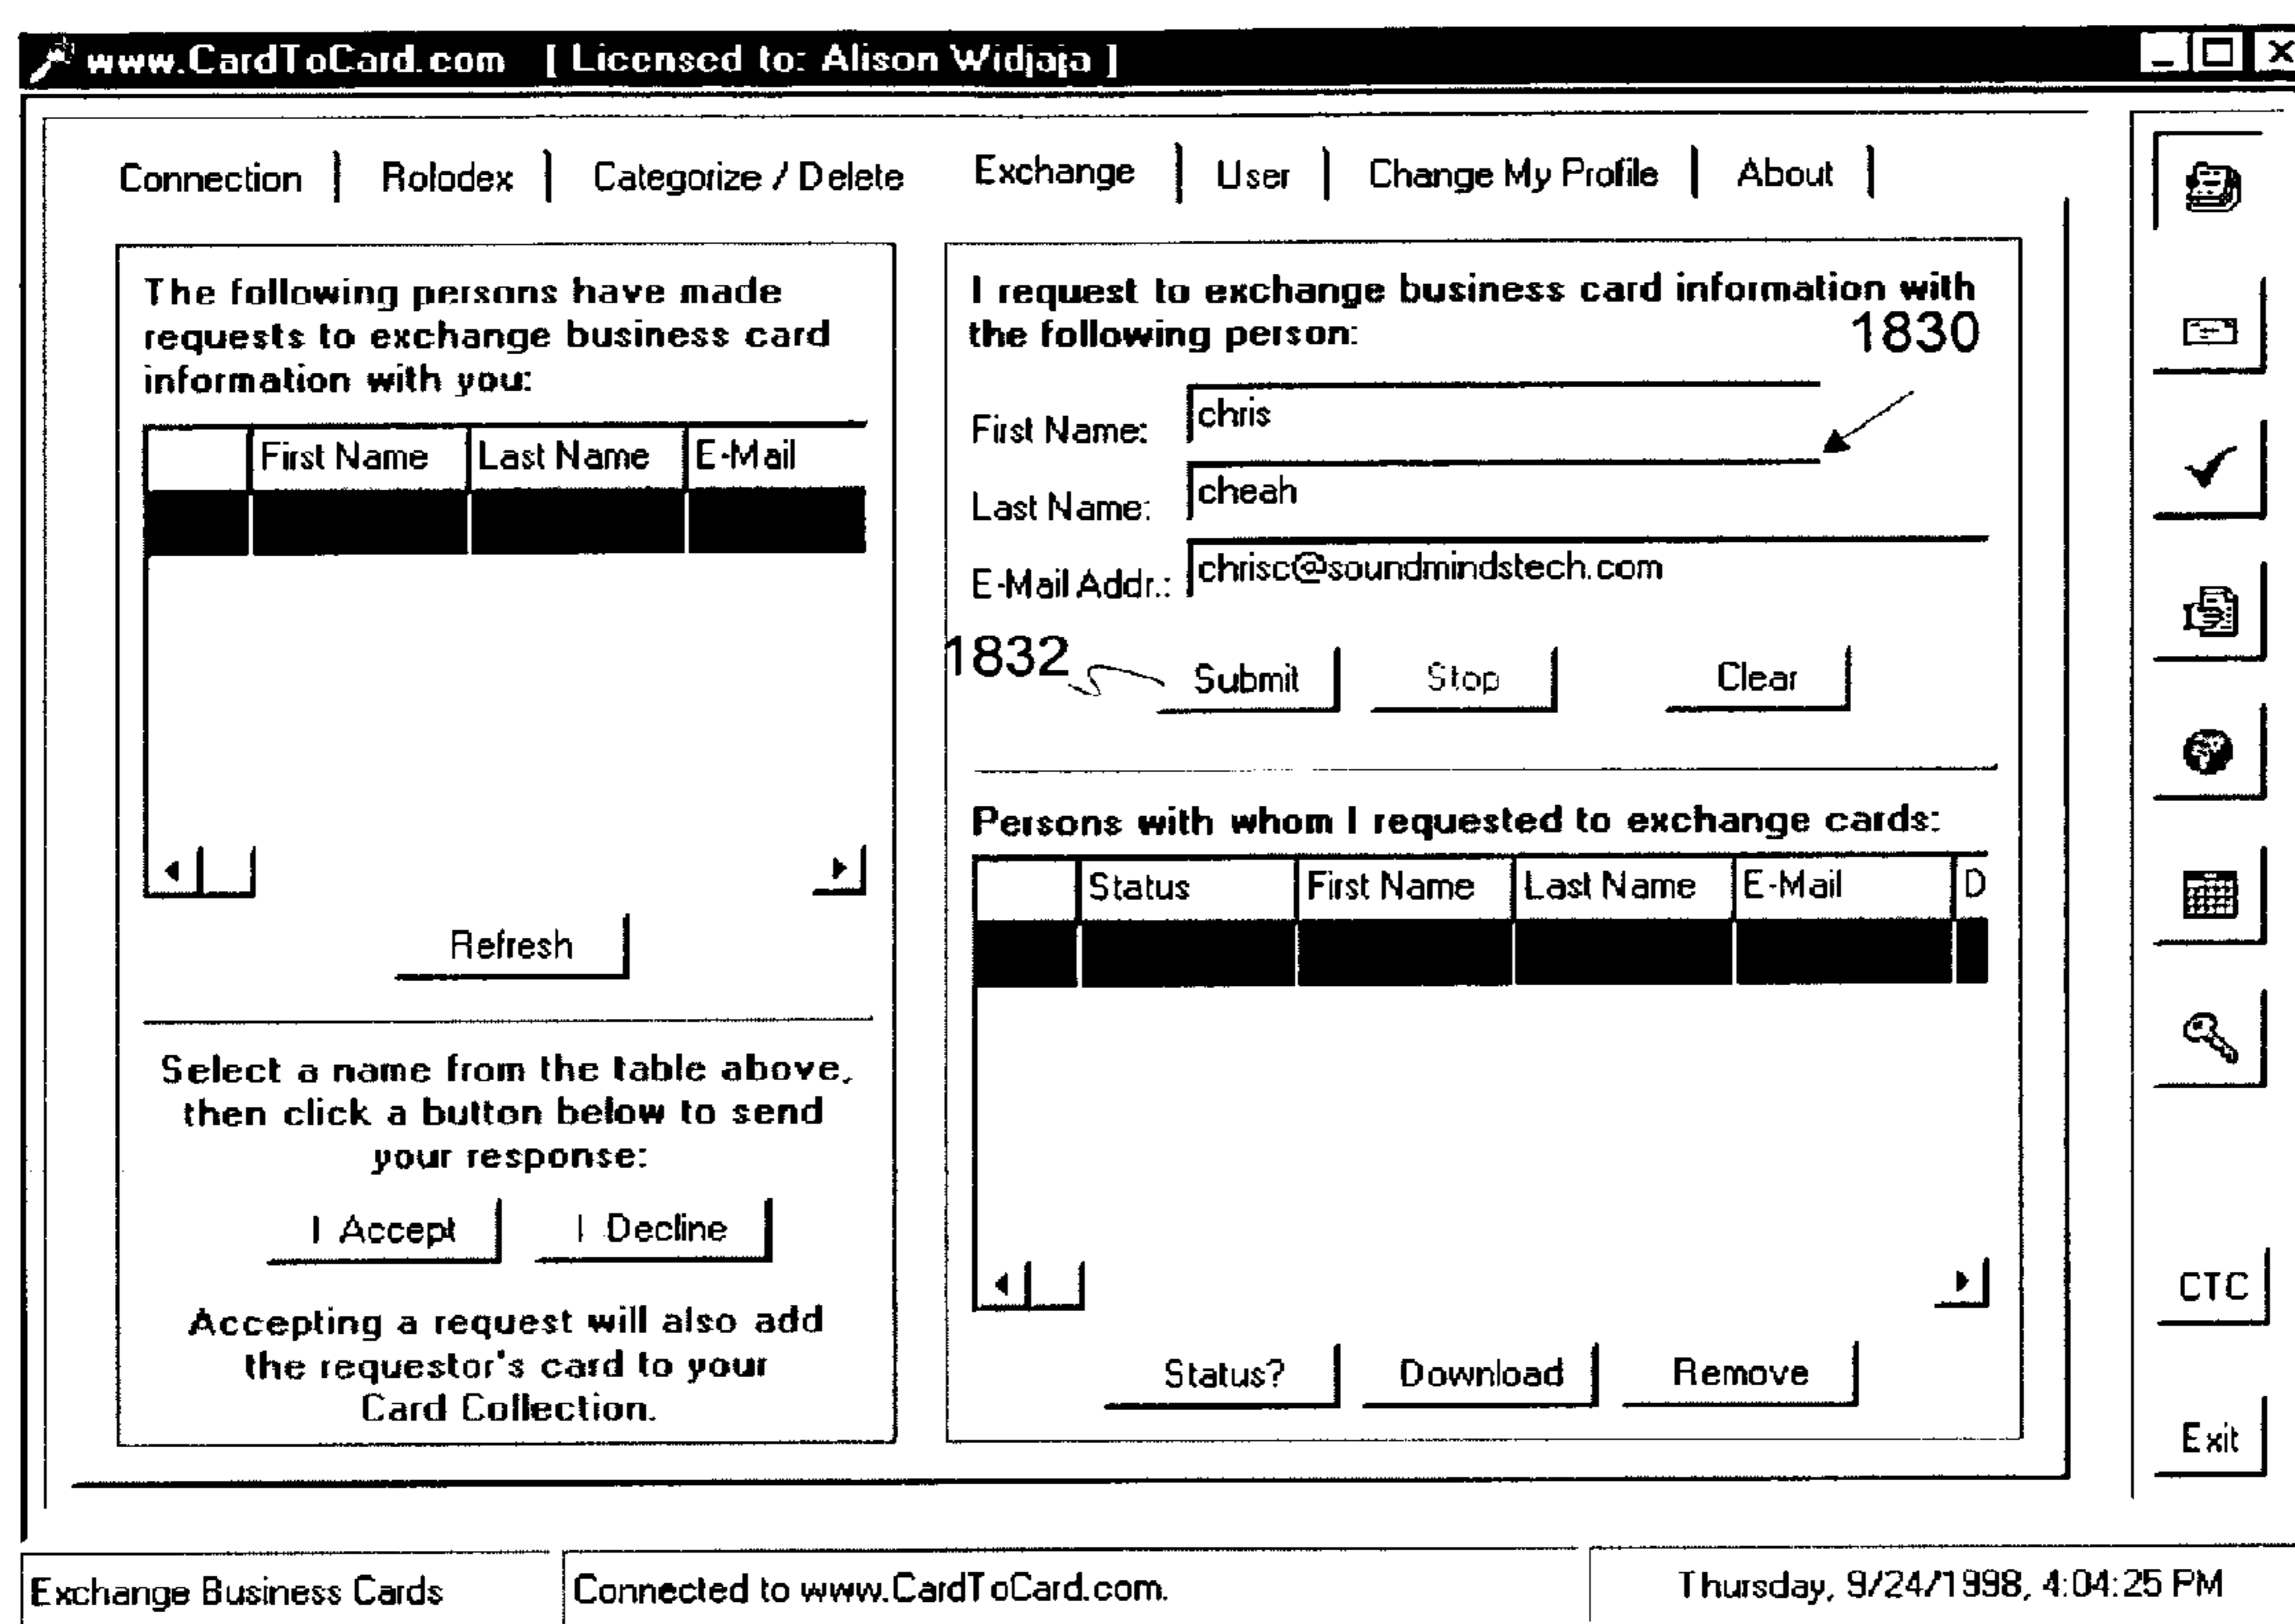 www.CardToCard.com [ Licensed to: Alison Widjaja ]
Connection Rolodex Categorize / Delete Exchange User Change My Profile About
The following persons have made
requests to exchange business card
information with you:
First Name Last Name E-Mail
Refresh
Select a name from the table above,
then click a button below to send
your response:
I Accept I Decline
Accepting a request will also add
the requestor's card to your
Card Collection.
I request to exchange business card information with
the following person:
1830
First Name: chris
Last Name: cheah
E-Mail Addr.: chrisc@soundmindstech.com
1832
Submit Stop Clear
Persons with whom I requested to exchange cards:
Status First Name Last Name E-Mail D
Status? Download Remove
CTC
Exit
Exchange Business Cards Connected to www.CardToCard.com. Thursday, 9/24/1998, 4:04:25 PM